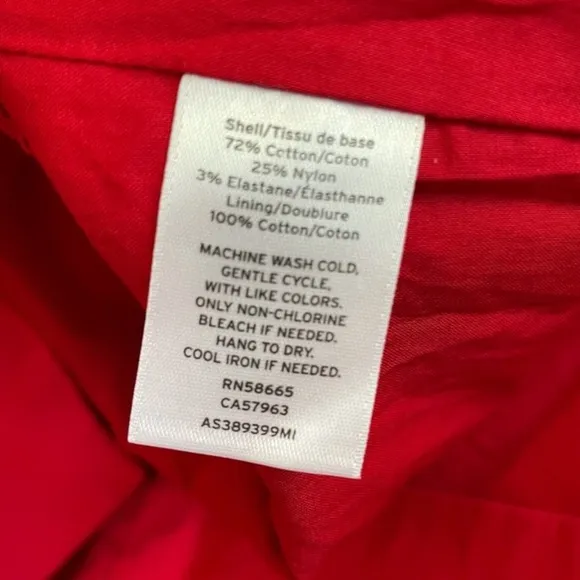 Shell/Tissu de base
72% Cotton/Coton
25% Nylon
3% Elastane/Élasthanne
Lining/Doublure
100% Cotton/Coton
MACHINE WASH COLD,
GENTLE CYCLE,
WITH LIKE COLORS.
ONLY NON-CHLORINE
BLEACH IF NEEDED.
HANG TO DRY.
COOL IRON IF NEEDED.
RN58665
CA57963
AS389399MI